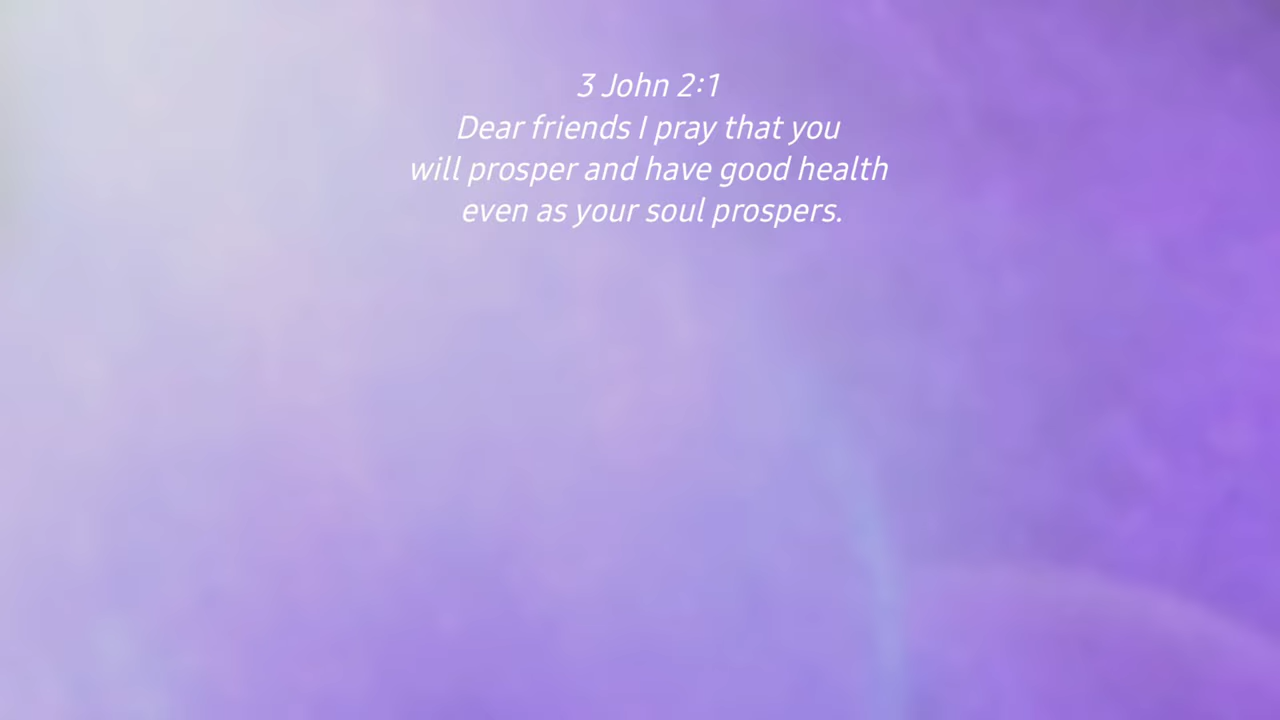 3 John 2:1
Dear friends I pray that you
will prosper and have good health
even as your soul prospers.